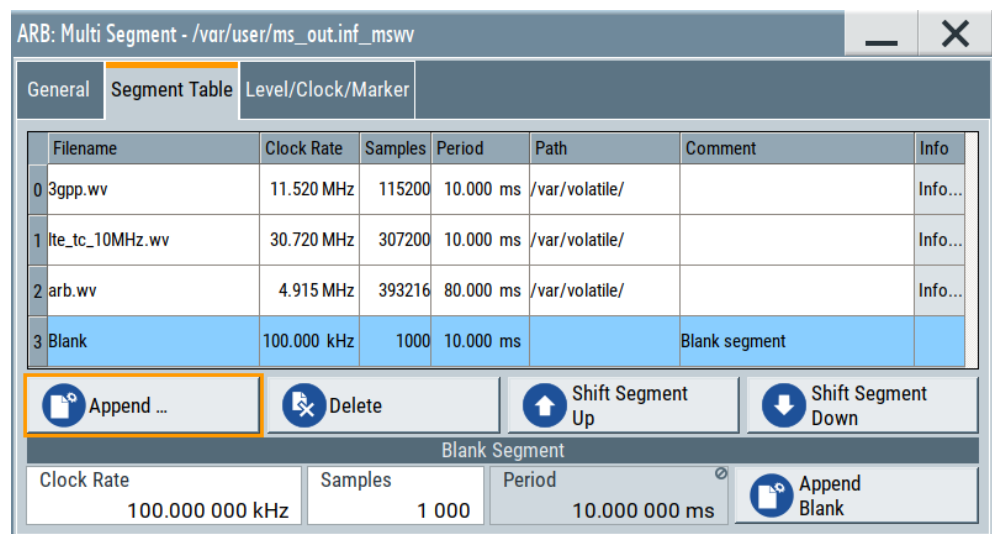 ARB: Multi Segment - /var/user/ms_out.inf_mswv
General Segment Table Level/Clock/Marker
Filename Clock Rate Samples Period Path Comment Info
0 3gpp.wv 11.520 MHz 115200 10.000 ms /var/volatile/ Info...
1 lte_tc_10MHz.wv 30.720 MHz 307200 10.000 ms /var/volatile/ Info...
2 arb.wv 4.915 MHz 393216 80.000 ms /var/volatile/ Info...
3 Blank 100.000 kHz 1000 10.000 ms Blank segment
Append ... Delete Shift Segment Up Shift Segment Down
Blank Segment
Clock Rate Samples Period
100.000 000 kHz 1 000 10.000 000 ms Append Blank